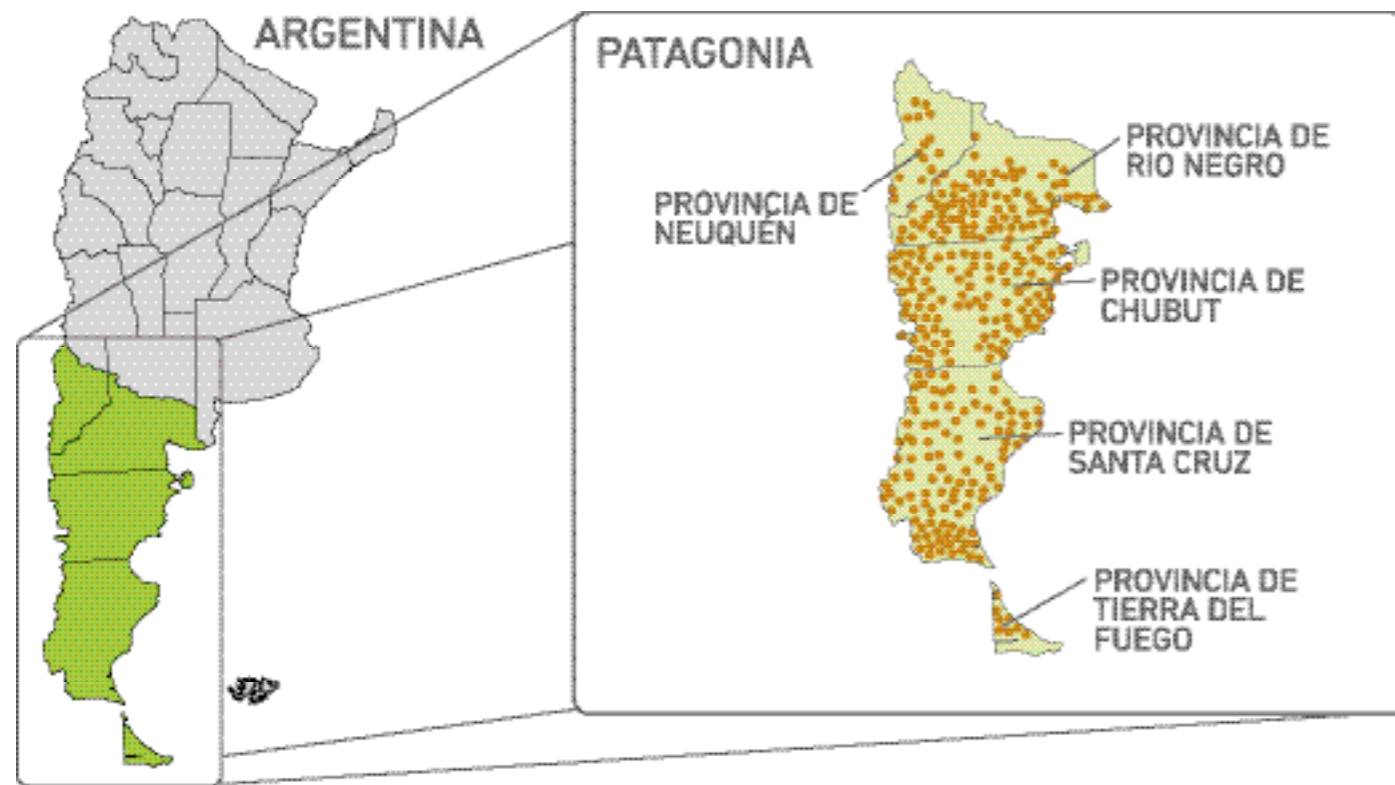 ARGENTINA
PATAGONIA
PROVINCIA DE
RIO NEGRO
PROVINCIA DE
NEUQUÉN
PROVINCIA DE
CHUBUT
PROVINCIA DE
SANTA CRUZ
PROVINCIA DE
TIERRA DEL
FUEGO